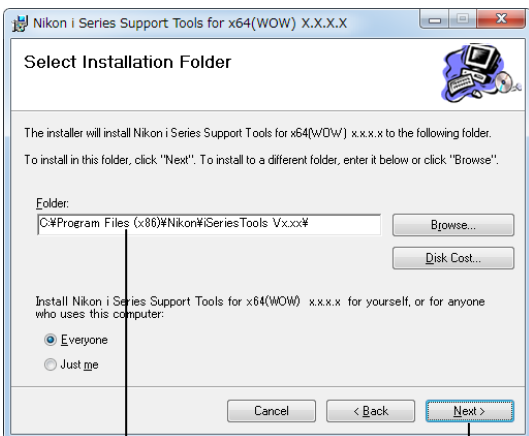 Nikon i Series Support Tools for x64(WOW) X.X.X.X
Select Installation Folder
The installer will install Nikon i Series Support Tools for x64(WOW) x.x.x.x to the following folder.
To install in this folder, click "Next". To install to a different folder, enter it below or click "Browse".
Folder:
C:¥Program Files (x86)¥Nikon¥iSeriesTools Vx.xx¥
Browse...
Disk Cost...
Install Nikon i Series Support Tools for x64(WOW) x.x.x.x for yourself, or for anyone
who uses this computer:
Everyone
Just me
Cancel
< Back
Next >